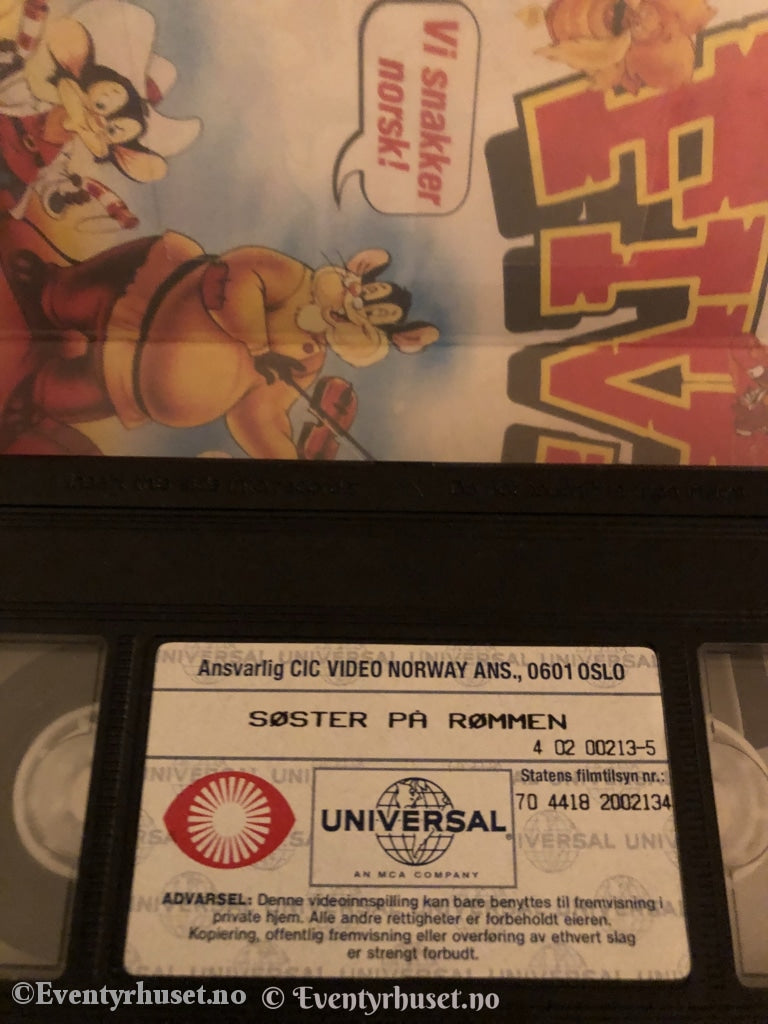 Vi snakker
norsk!
FIV
Ansvarlig CIC VIDEO NORWAY ANS., 0601 OSLO
SØSTER PÅ RØMMEN
4 02 00213-5
Statens filmtilsyn nr.:
70 4418 2002134
UNIVERSAL
AN MCA COMPANY
ADVARSEL: Denne videoinnspilling kan bare benyttes til fremvisning i
private hjem. Alle andre rettigheter er forbeholdt eieren.
Kopiering, offentlig fremvisning eller overføring av ethvert slag
er strengt forbudt.
©Eventyrhuset.no © Eventyrhuset.no